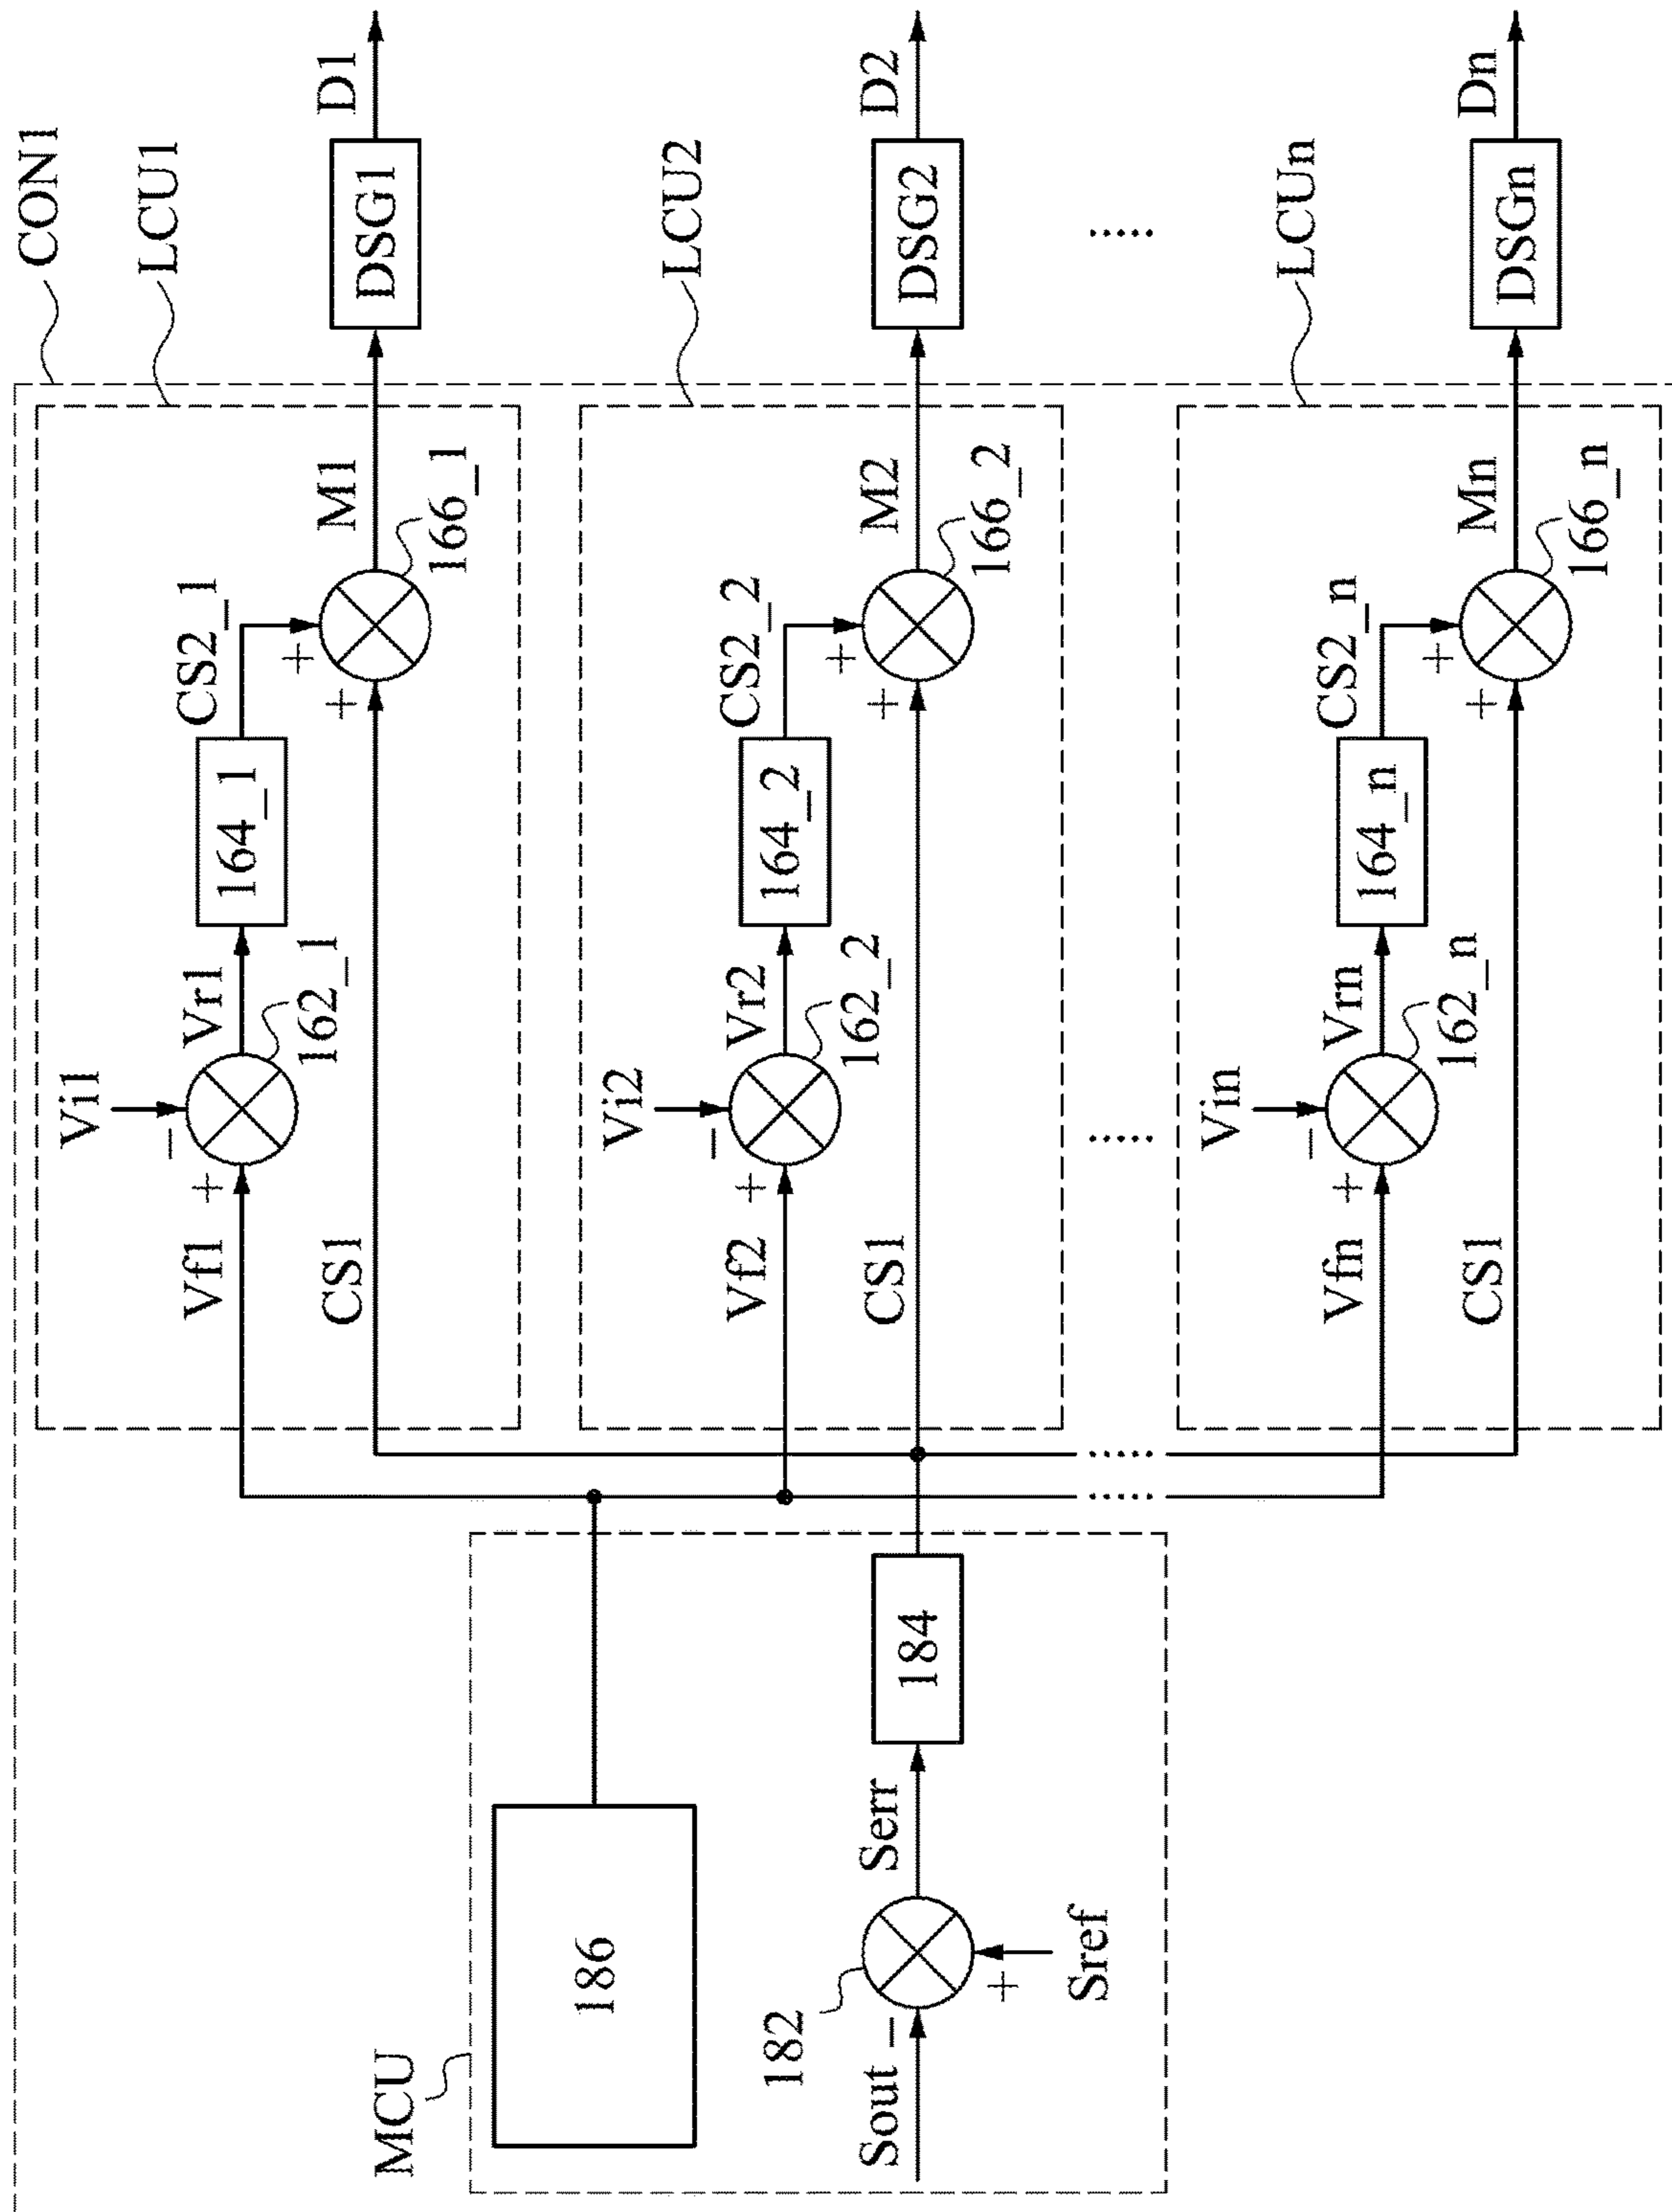 CON1
LCU1
Vi1
Vf1
Vr1
162_1
164_1
CS2_1
CS1
166_1
M1
DSG1
D1
LCU2
Vi2
Vf2
Vr2
162_2
164_2
CS2_2
CS1
166_2
M2
DSG2
D2
.....
.....
.....
.....
LCUn
Vin
Vfn
Vrn
162_n
164_n
CS2_n
CS1
166_n
Mn
DSGn
Dn
MCU
186
182
Sout
Serr
Sref
184
+
−
+
+
+
−
+
+
+
−
+
+
−
+